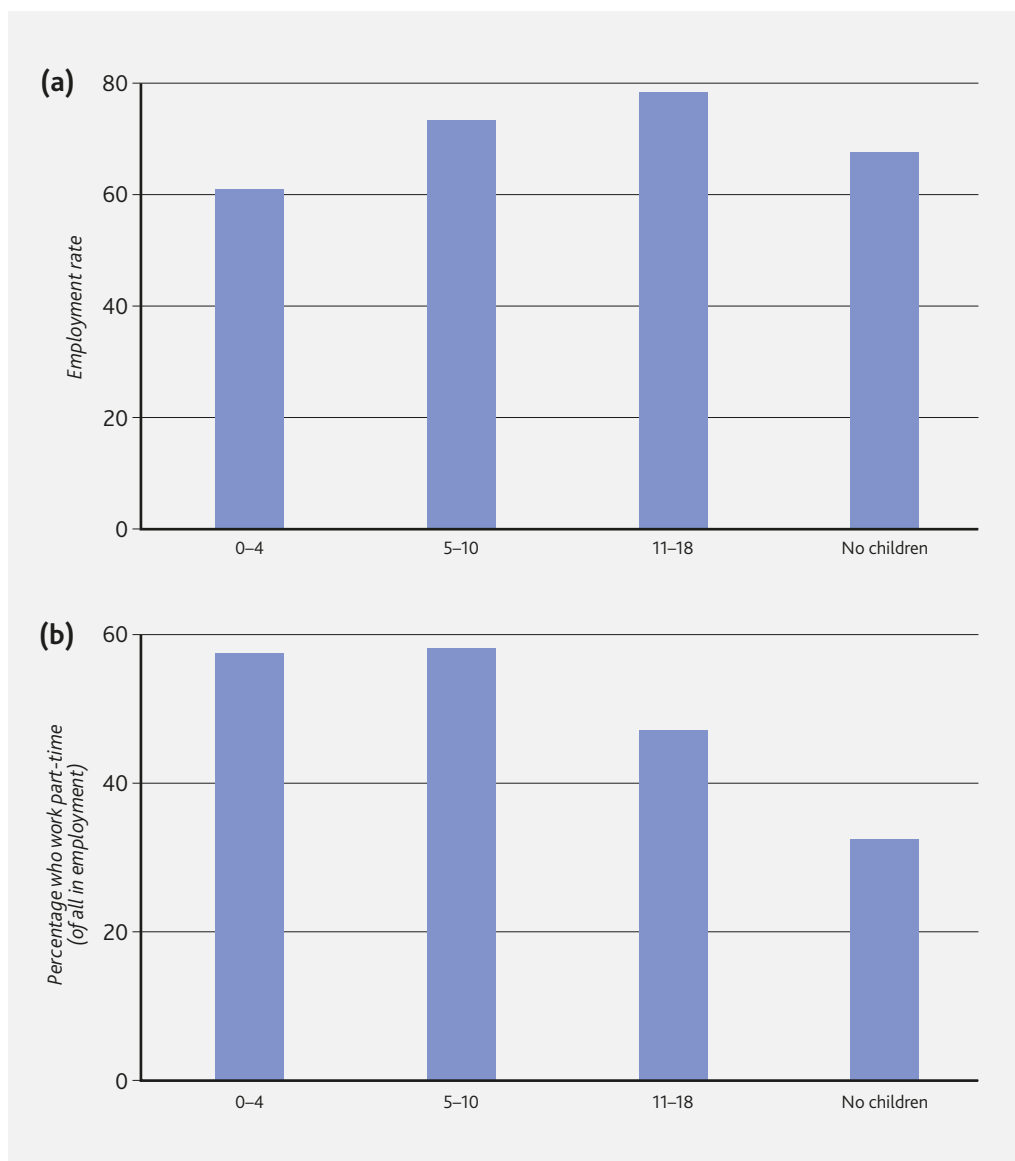 (a)
80
60
40
20
0
Employment rate
0–4 5–10 11–18 No children
(b)
60
40
20
0
Percentage who work part-time
(of all in employment)
0–4 5–10 11–18 No children